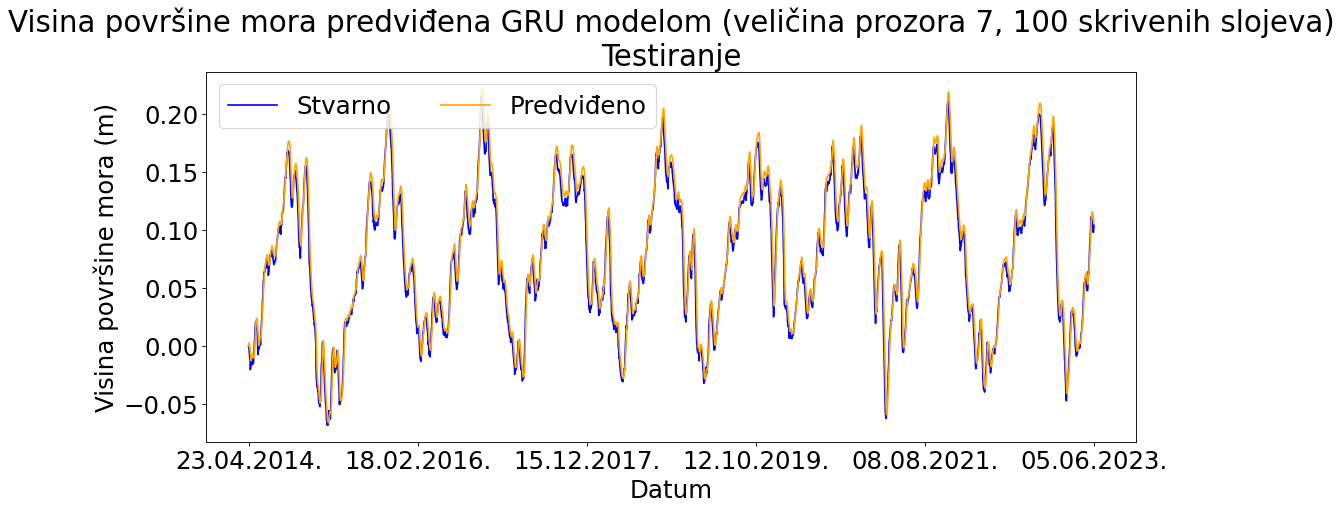 Visina površine mora predviđena GRU modelom (veličina prozora 7, 100 skrivenih slojeva)
Testiranje
Stvarno Predviđeno
Visina površine mora (m)
0.20
0.15
0.10
0.05
0.00
−0.05
23.04.2014. 18.02.2016. 15.12.2017. 12.10.2019. 08.08.2021. 05.06.2023.
Datum